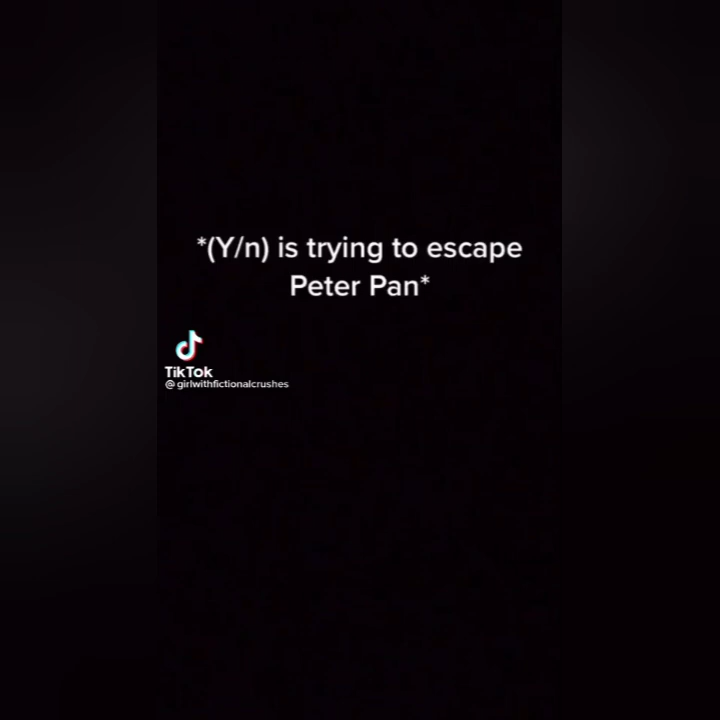 *(Y/n) is trying to escape
Peter Pan*
TikTok
@girlwithfictionalcrushes